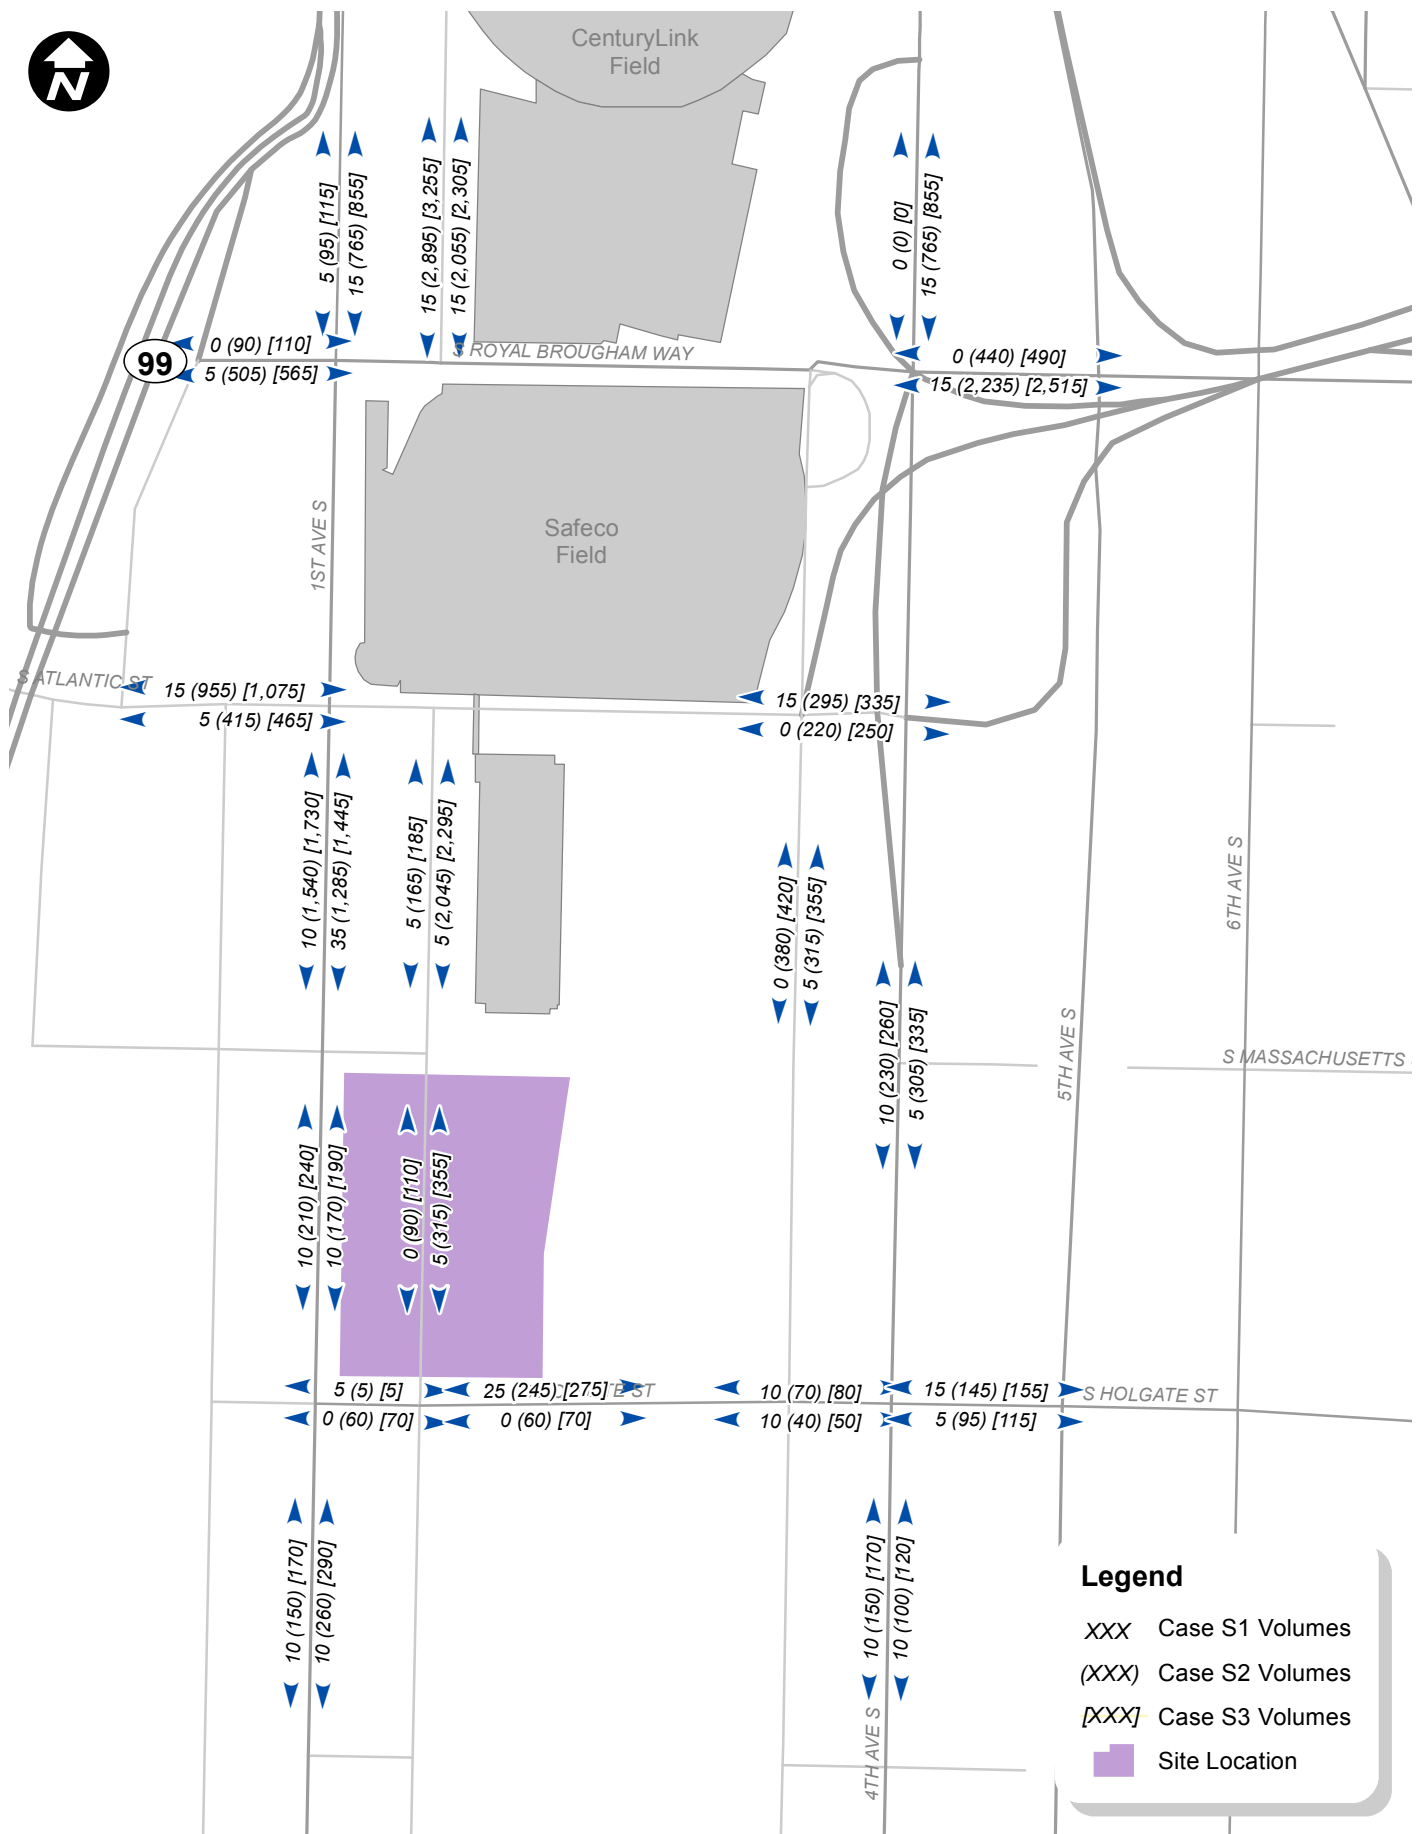 N
CenturyLink
Field
5 (95) [115]
15 (765) [855]
15 (2,895) [3,255]
15 (2,055) [2,305]
0 (0) [0]
15 (765) [855]
99
0 (90) [110]
5 (505) [565]
S ROYAL BROUGHAM WAY
0 (440) [490]
15 (2,235) [2,515]
1ST AVE S
Safeco
Field
S ATLANTIC ST
15 (955) [1,075]
5 (415) [465]
15 (295) [335]
0 (220) [250]
10 (1,540) [1,730]
35 (1,285) [1,445]
5 (165) [185]
5 (2,045) [2,295]
0 (380) [420]
5 (315) [355]
6TH AVE S
10 (230) [260]
5 (305) [335]
5TH AVE S
S MASSACHUSETTS
10 (210) [240]
10 (170) [190]
0 (90) [110]
5 (315) [355]
5 (5) [5]
0 (60) [70]
25 (245) [275]
ST
0 (60) [70]
10 (70) [80]
10 (40) [50]
15 (145) [155]
5 (95) [115]
S HOLGATE ST
10 (150) [170]
10 (260) [290]
10 (150) [170]
10 (100) [120]
4TH AVE S
Legend
XXX Case S1 Volumes
(XXX) Case S2 Volumes
[XXX] Case S3 Volumes
Site Location